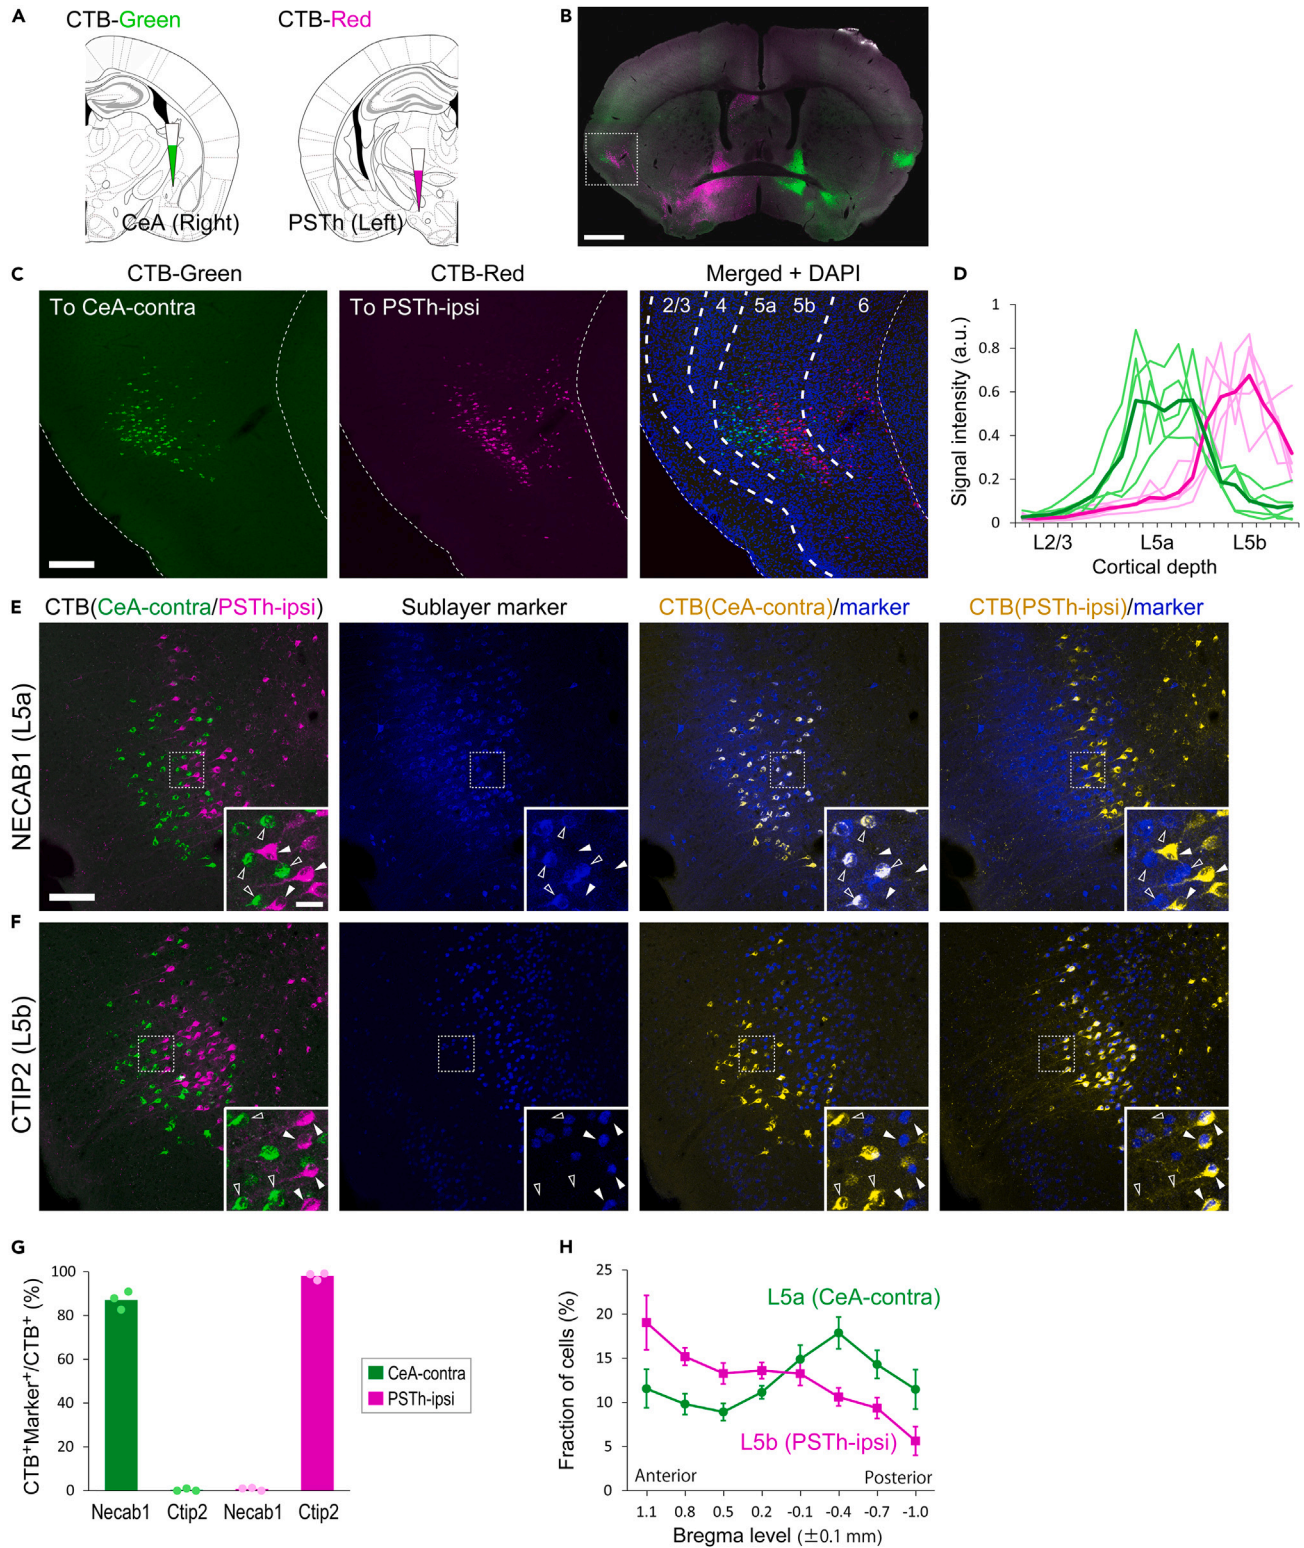 A
CTB-Green
CTB-Red
CeA (Right)
PSTh (Left)
B
C
CTB-Green
CTB-Red
Merged + DAPI
To CeA-contra
To PSTh-ipsi
2/3 4 5a 5b 6
D
1
0.8
0.6
0.4
0.2
0
Signal intensity (a.u.)
L2/3 L5a L5b
Cortical depth
E
CTB(CeA-contra/PSTh-ipsi)
Sublayer marker
CTB(CeA-contra)/marker
CTB(PSTh-ipsi)/marker
NECAB1 (L5a)
F
CTIP2 (L5b)
G
100
80
60
40
20
0
CTB⁺Marker⁺/CTB⁺ (%)
Necab1 Ctip2 Necab1 Ctip2
CeA-contra
PSTh-ipsi
H
25
20
15
10
5
0
Fraction of cells (%)
L5a (CeA-contra)
L5b (PSTh-ipsi)
Anterior Posterior
1.1 0.8 0.5 0.2 -0.1 -0.4 -0.7 -1.0
Bregma level (±0.1 mm)